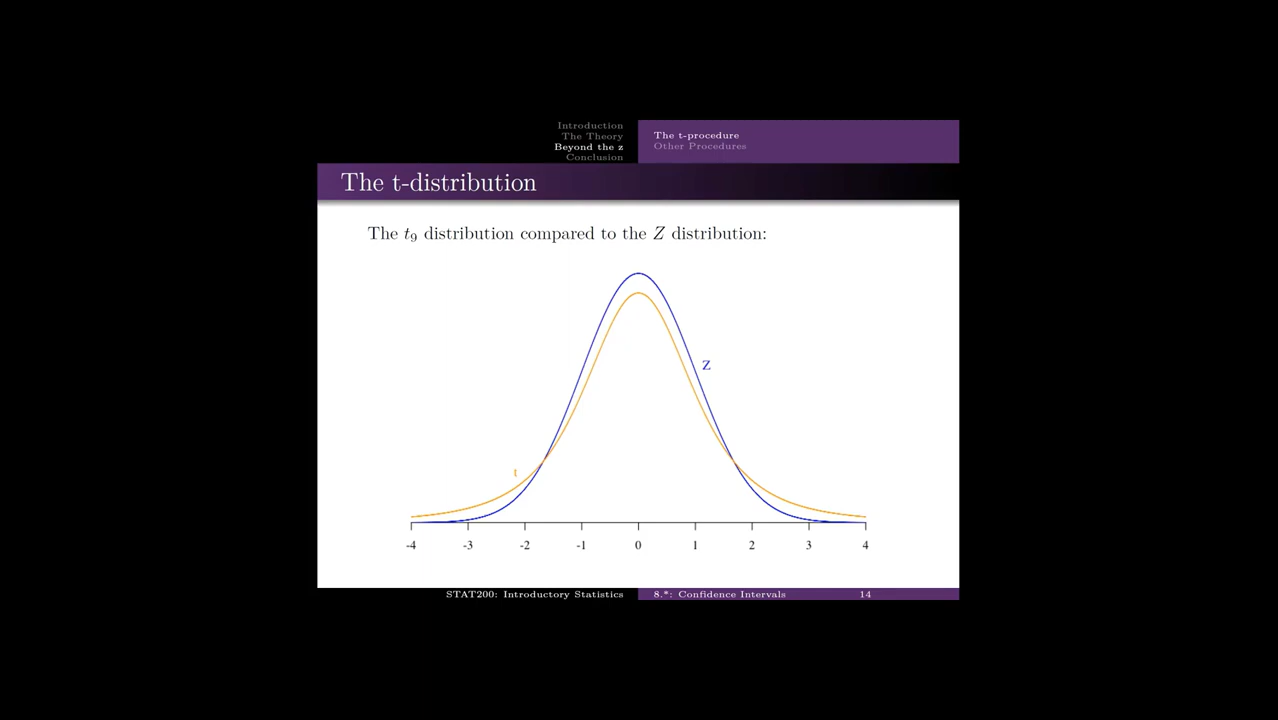 Introduction
The Theory
Beyond the z
Conclusion
The t-procedure
Other Procedures
The t-distribution
The t₉ distribution compared to the Z distribution:
Z
t
-4 -3 -2 -1 0 1 2 3 4
STAT200: Introductory Statistics
8.*: Confidence Intervals 14